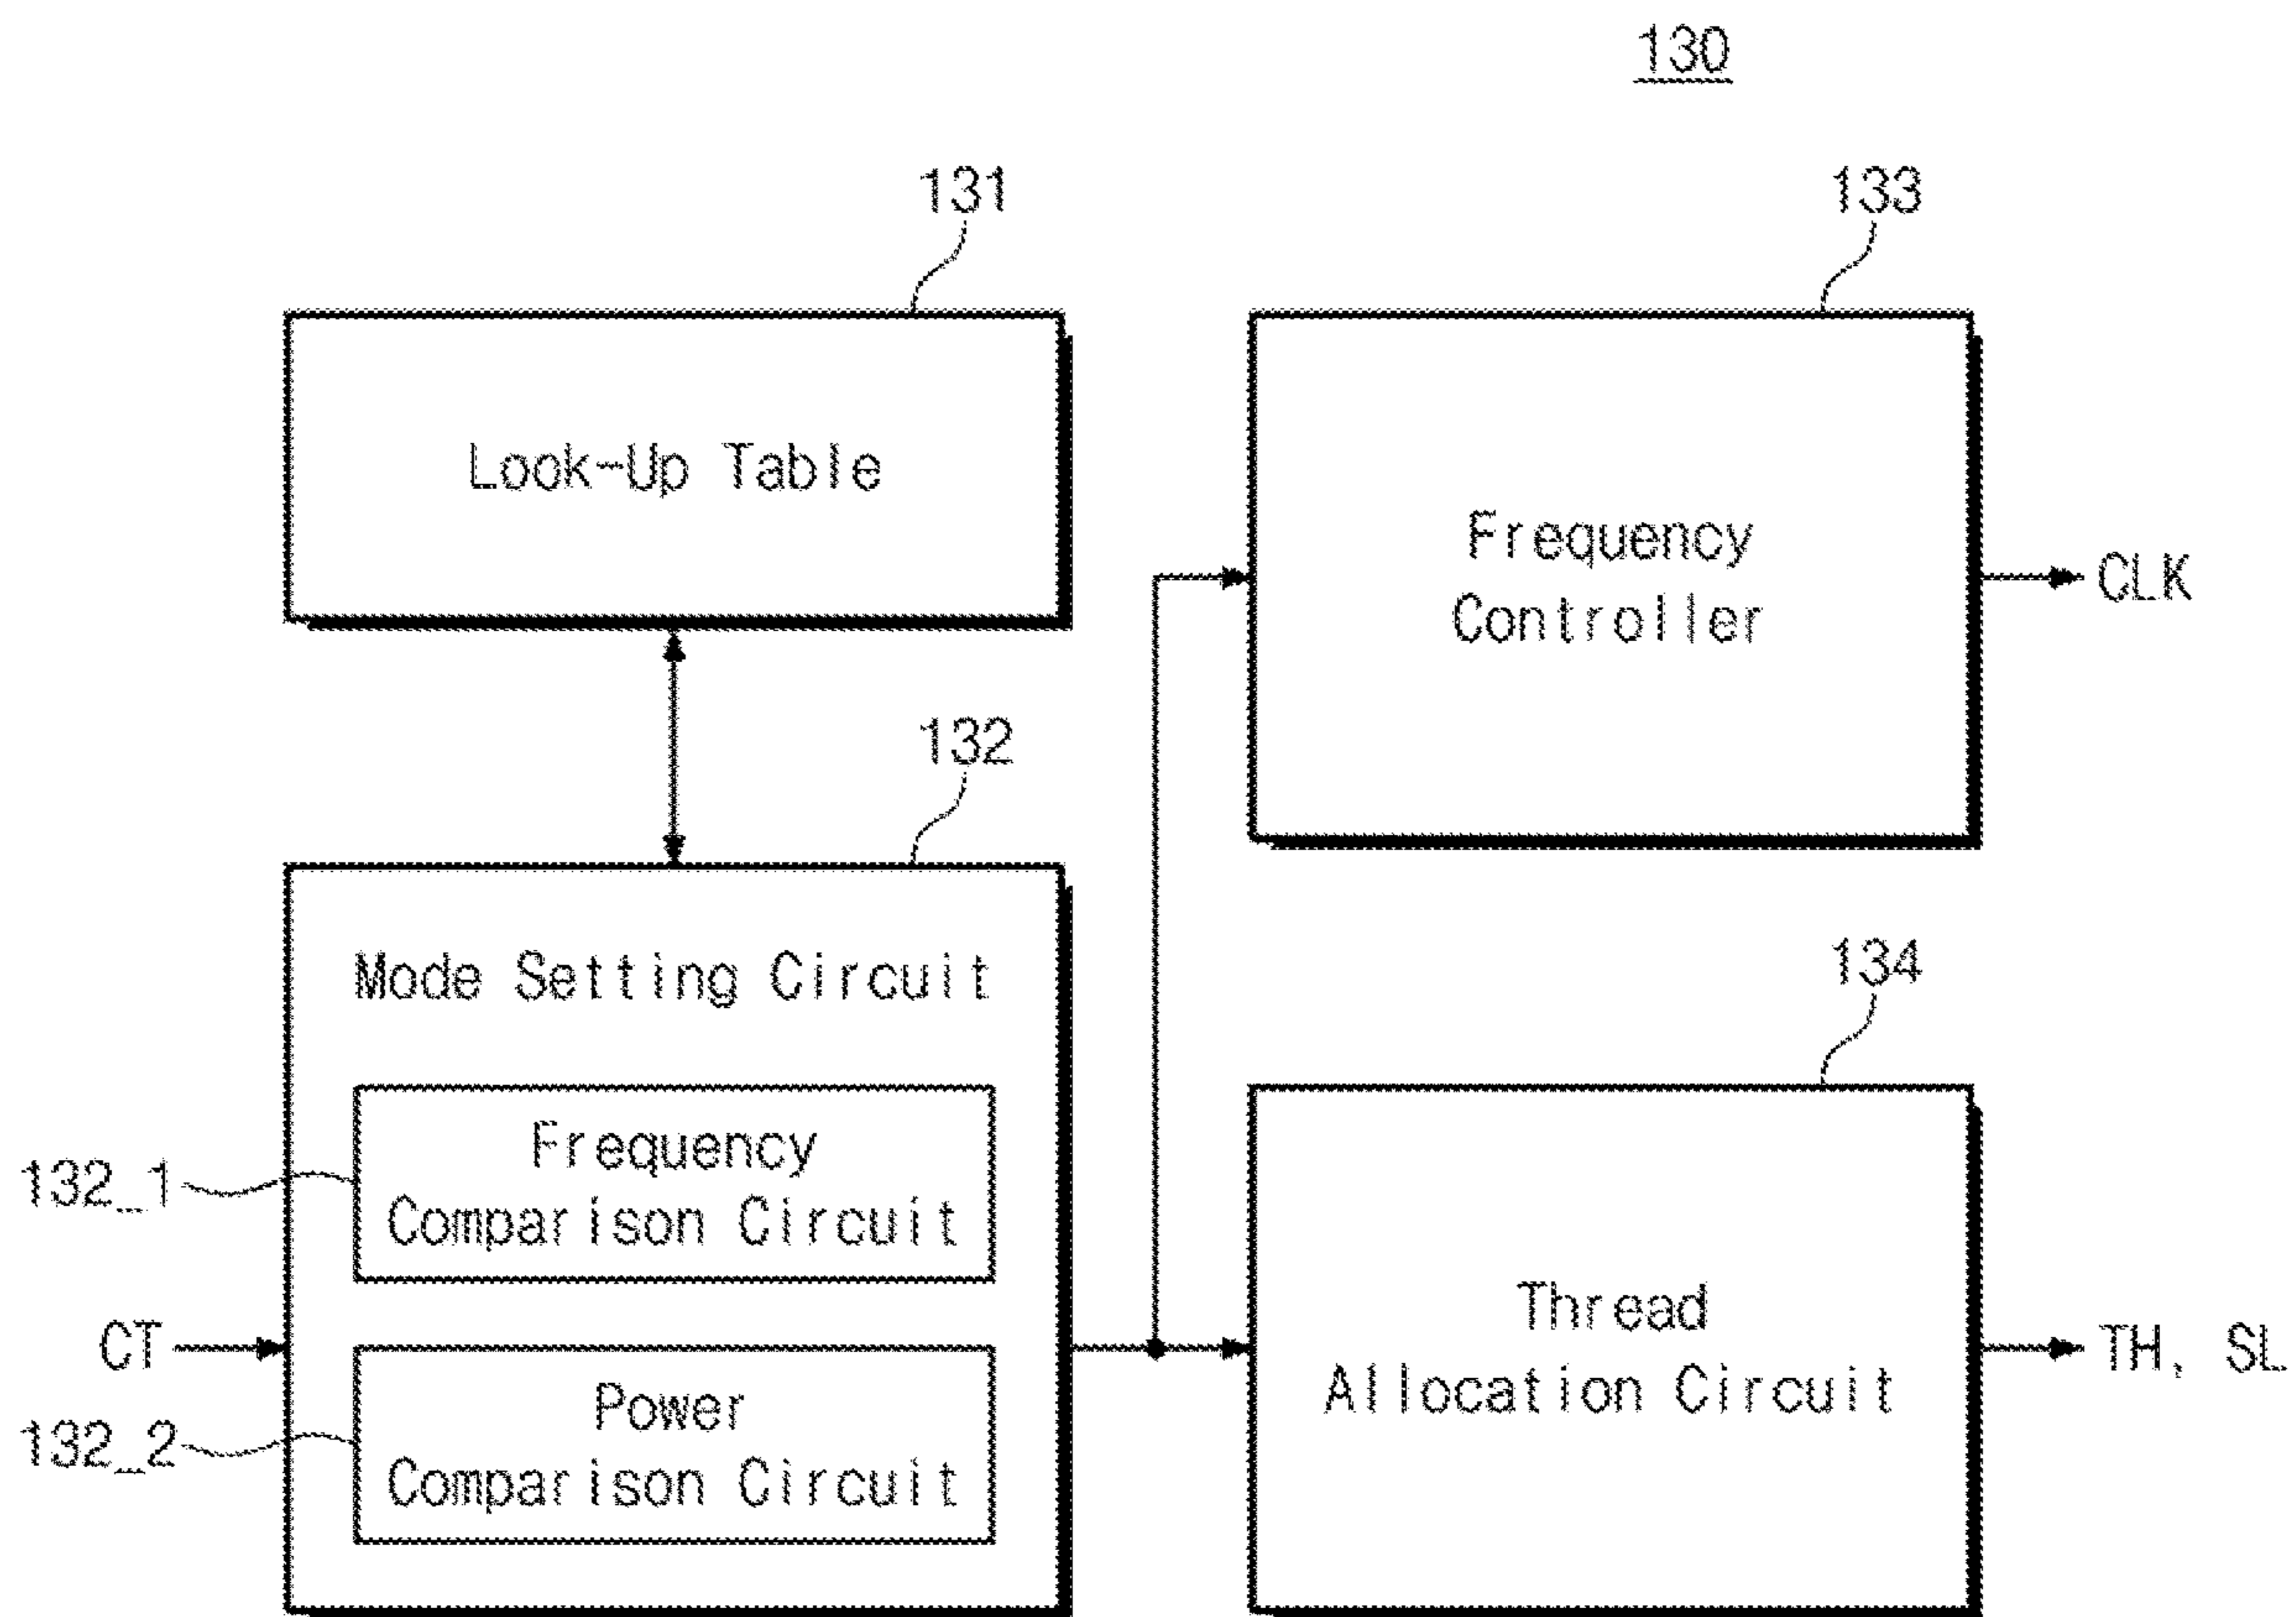 130
131
133
Look-Up Table
Frequency
Controller
CLK
132
Mode Setting Circuit
134
132_1
Frequency
Comparison Circuit
CT
132_2
Power
Comparison Circuit
Thread
Allocation Circuit
TH, SL